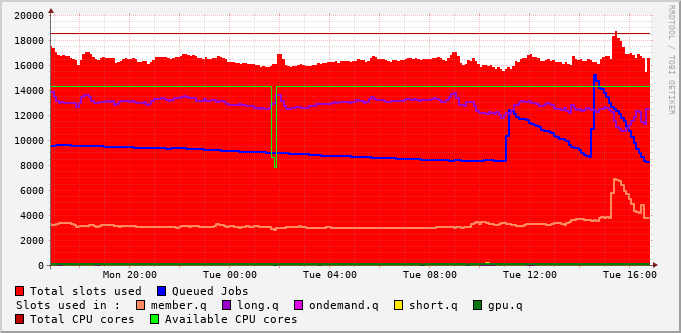 20000
18000
16000
14000
12000
10000
8000
6000
4000
2000
0
Mon 20:00 Tue 00:00 Tue 04:00 Tue 08:00 Tue 12:00 Tue 16:00
Total slots used Queued Jobs
Slots used in : member.q long.q ondemand.q short.q gpu.q
Total CPU cores Available CPU cores
RRDTOOL / TOBI OETIKER